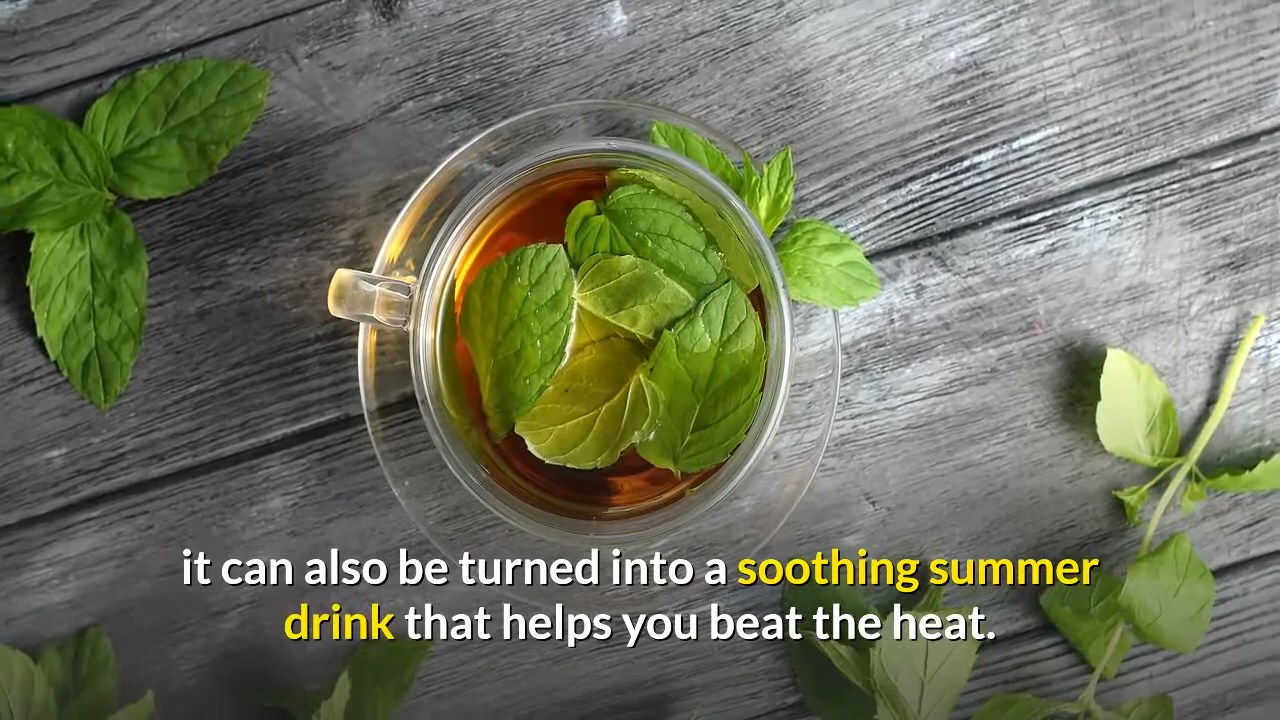 it can also be turned into a soothing summer
drink that helps you beat the heat.